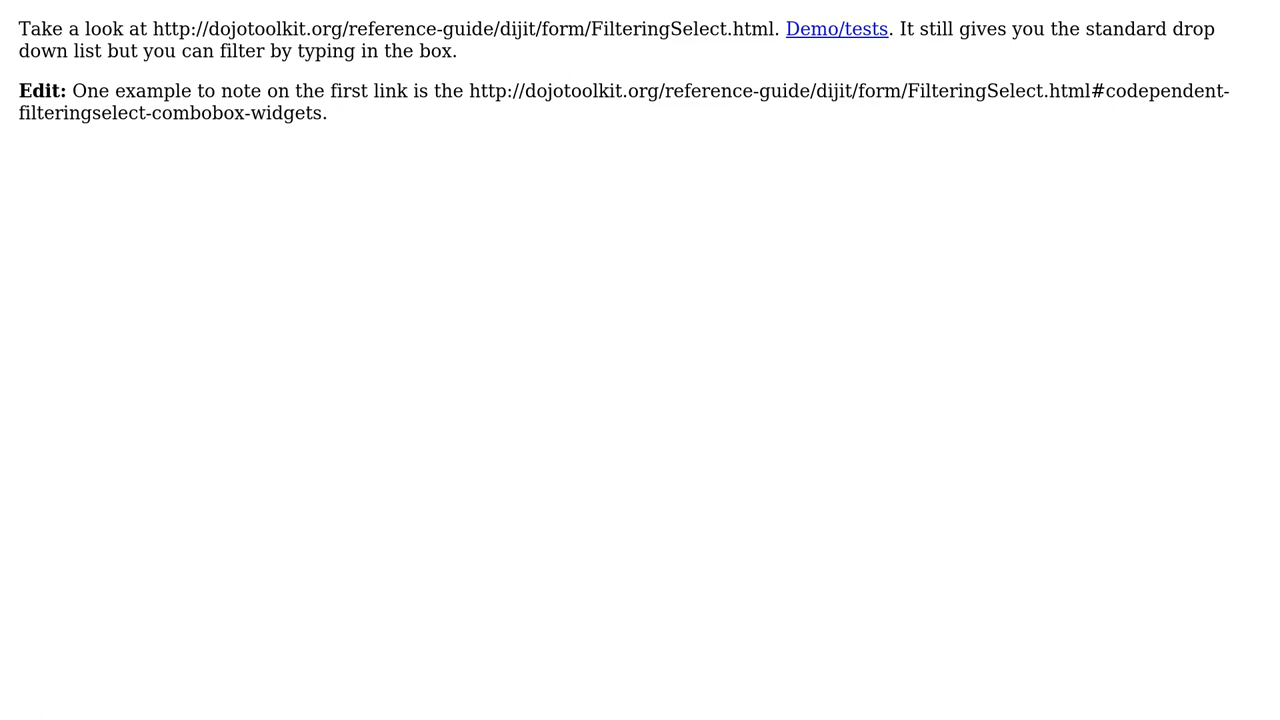 Take a look at http://dojotoolkit.org/reference-guide/dijit/form/FilteringSelect.html. Demo/tests. It still gives you the standard drop
down list but you can filter by typing in the box.
Edit: One example to note on the first link is the http://dojotoolkit.org/reference-guide/dijit/form/FilteringSelect.html#codependent-
filteringselect-combobox-widgets.